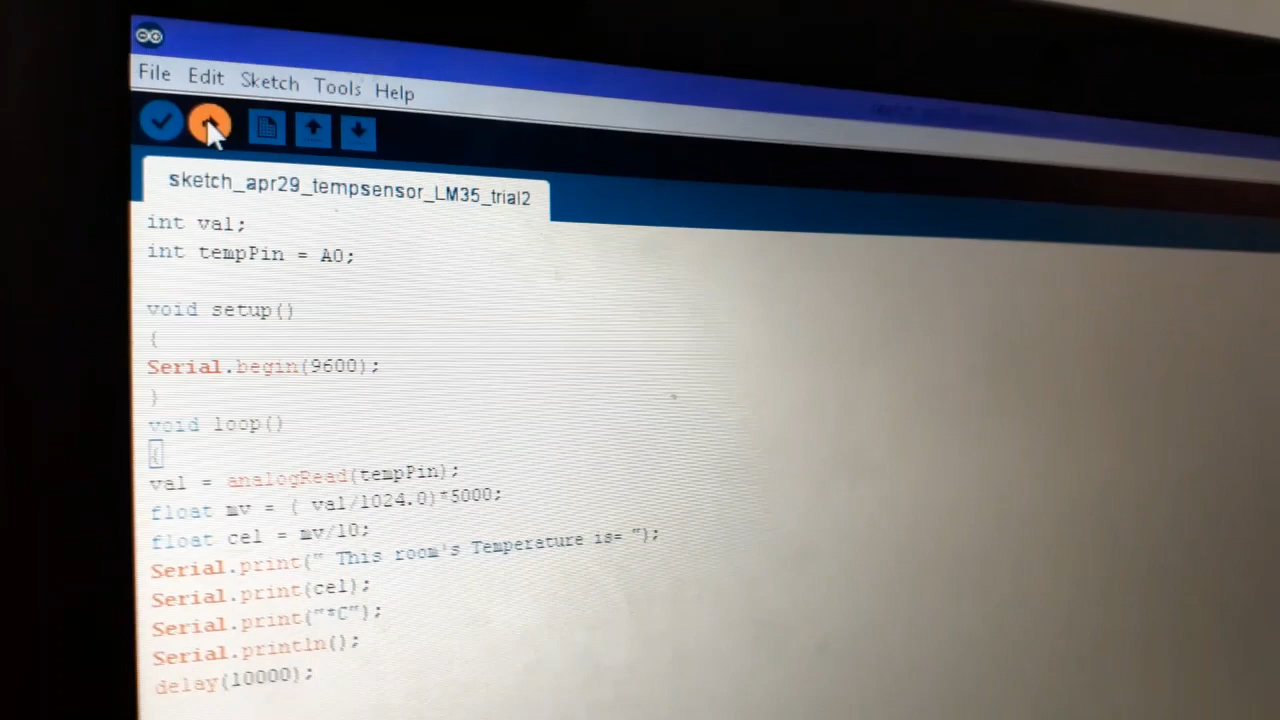 File Edit Sketch Tools Help
sketch_apr29_tempsensor_LM35_trial2
int val;
int tempPin = A0;
void setup()
{
Serial.begin(9600);
}
void loop()
{
val = analogRead(tempPin);
float mv = ( val/1024.0)*5000;
float cel = mv/10;
Serial.print(" This room's Temperature is= ");
Serial.print(cel);
Serial.print("*C");
Serial.println();
delay(10000);